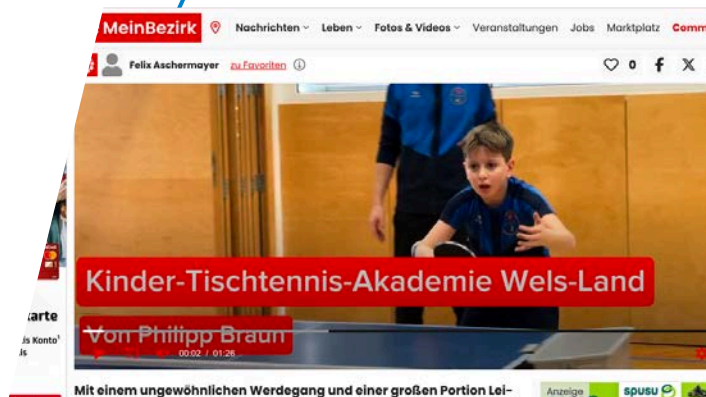 MeinBezirk Nachrichten Leben Fotos & Videos Veranstaltungen Jobs Marktplatz
Felix Aschermayer zu Favoriten 0
Kinder-Tischtennis-Akademie Wels-Land
Von Philipp Braun
00:02 / 01:26
Konto¹
Mit einem ungewöhnlichen Werdegang und einer großen Portion Lei-
Anzeige spusu